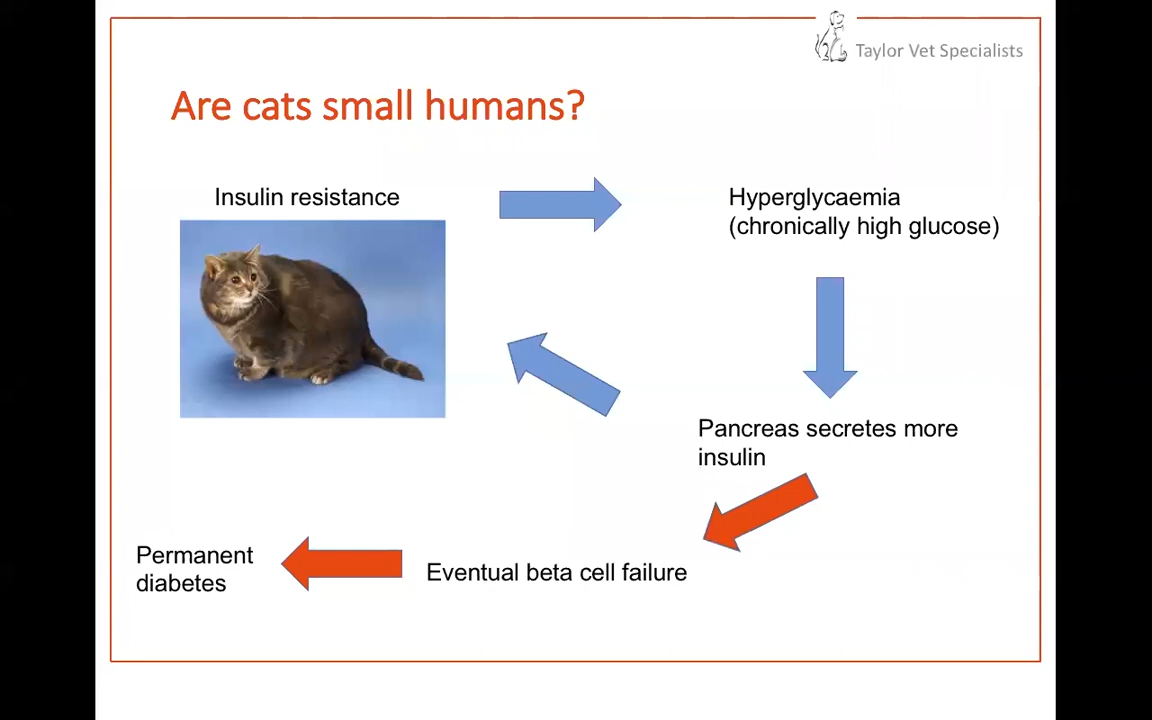 Taylor Vet Specialists
Are cats small humans?
Insulin resistance
Hyperglycaemia
(chronically high glucose)
Pancreas secretes more
insulin
Eventual beta cell failure
Permanent
diabetes